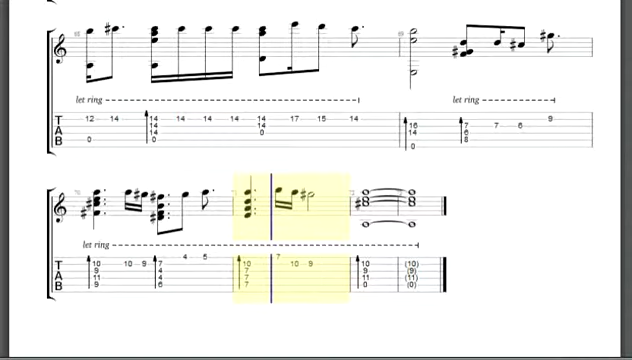 let ring let ring
T 12 14 14 14 14 14 14 17 15 14 16 7 7 6 9
A 14 0 14 6
B 0 14 0 8
let ring
T 10 10 9 7 4 5 10 7 10 9 10 (10)
A 9 4 7 9 (9)
B 11 4 7 11 (11)
9 6 7 0 (0)